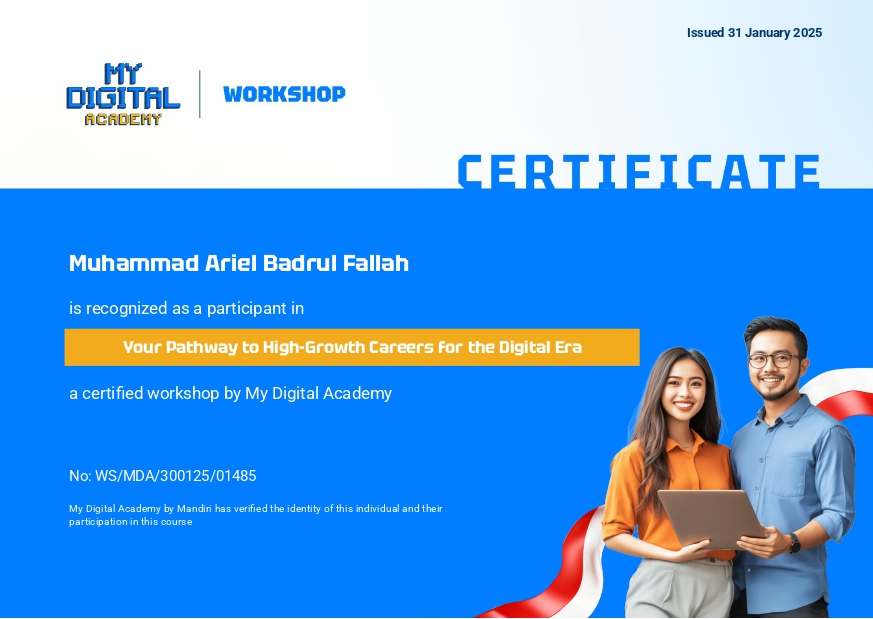 Issued 31 January 2025
MY
DIGITAL
ACADEMY
WORKSHOP
CERTIFICATE
Muhammad Ariel Badrul Fallah
is recognized as a participant in
Your Pathway to High-Growth Careers for the Digital Era
a certified workshop by My Digital Academy
No: WS/MDA/300125/01485
My Digital Academy by Mandiri has verified the identity of this individual and their
participation in this course